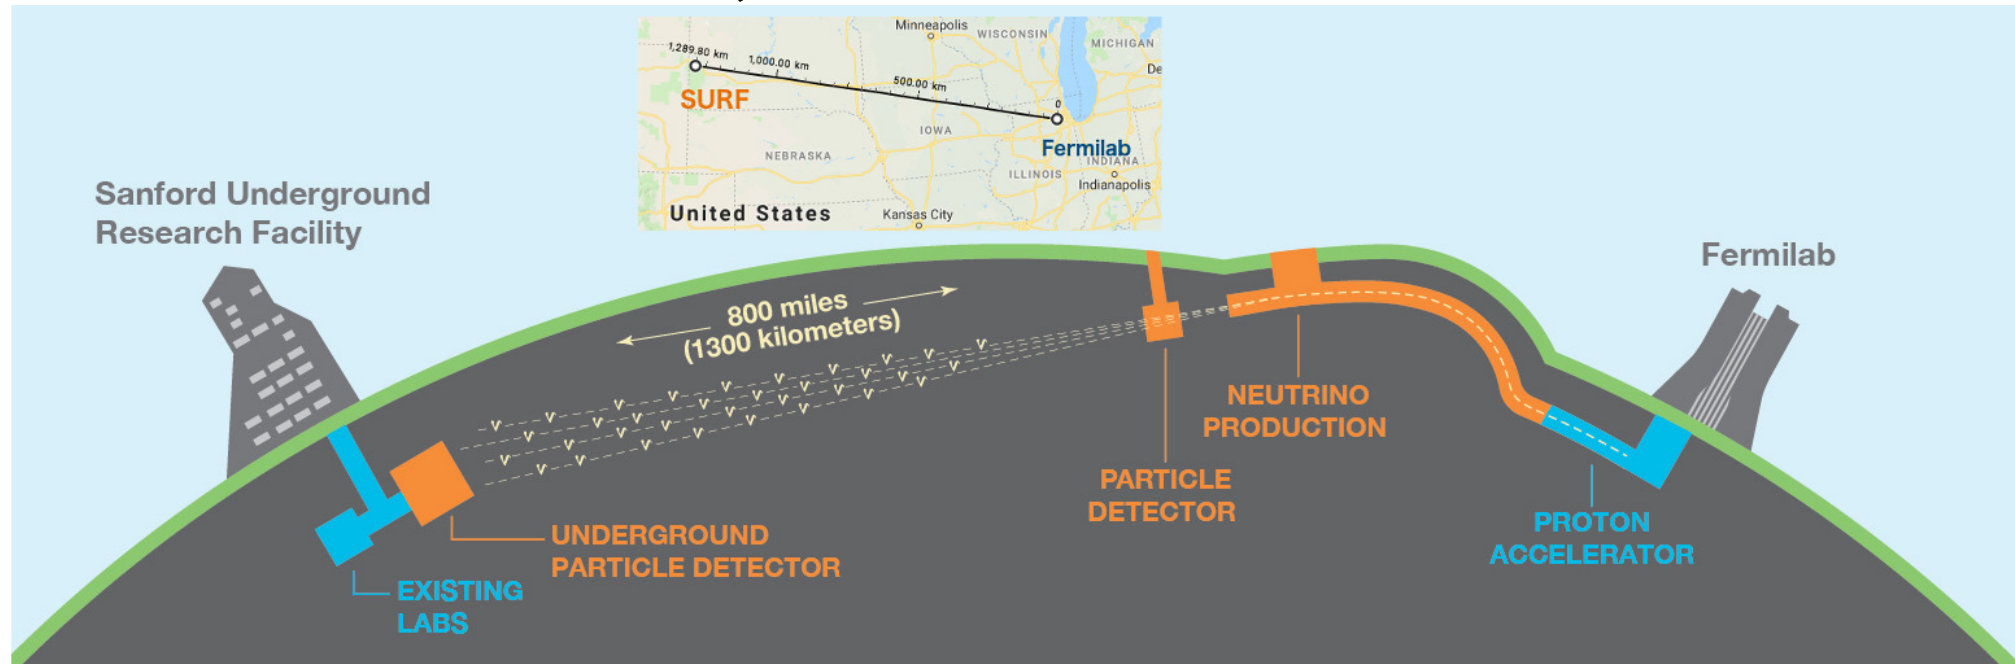 Minneapolis
WISCONSIN
MICHIGAN
1,289.80 km
1,000.00 km
De
500.00 km
SURF
0
IOWA
Fermilab
NEBRASKA
INDIANA
ILLINOIS
Indianapolis
United States
Kansas City
Sanford Underground
Research Facility
Fermilab
800 miles
(1300 kilometers)
NEUTRINO
PRODUCTION
PARTICLE
DETECTOR
PROTON
ACCELERATOR
UNDERGROUND
PARTICLE DETECTOR
EXISTING
LABS